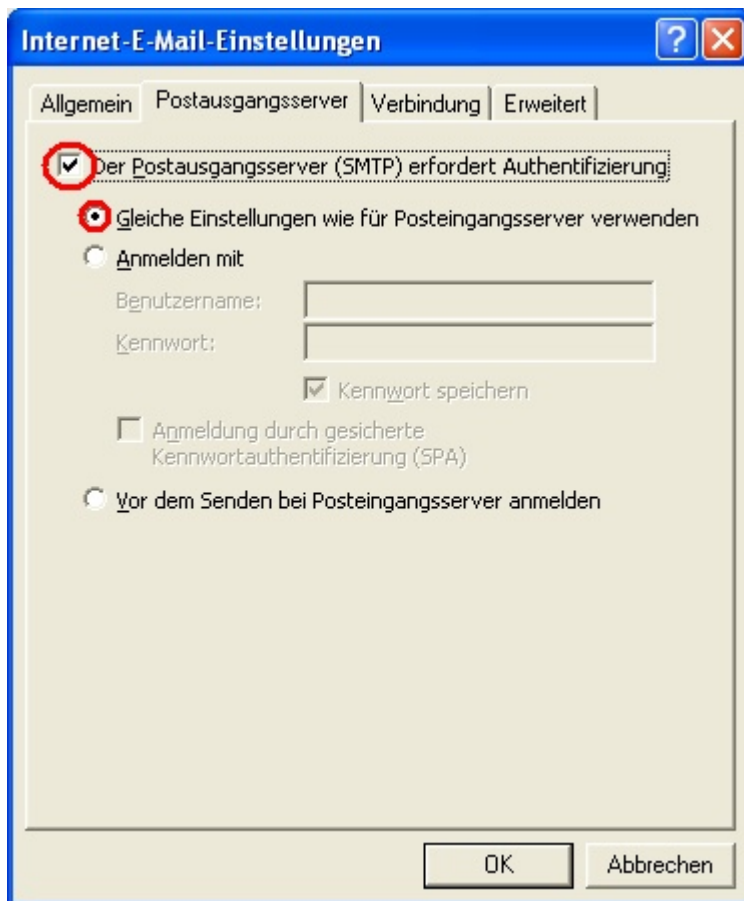 Internet-E-Mail-Einstellungen
Allgemein Postausgangsserver Verbindung Erweitert
Der Postausgangsserver (SMTP) erfordert Authentifizierung
Gleiche Einstellungen wie für Posteingangsserver verwenden
Anmelden mit
Benutzername:
Kennwort:
Kennwort speichern
Anmeldung durch gesicherte
Kennwortauthentifizierung (SPA)
Vor dem Senden bei Posteingangsserver anmelden
OK Abbrechen